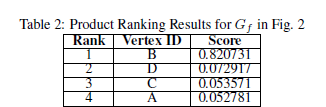 Table 2: Product Ranking Results for G_f in Fig. 2
Rank Vertex ID Score
1 B 0.820731
2 D 0.072917
3 C 0.053571
4 A 0.052781